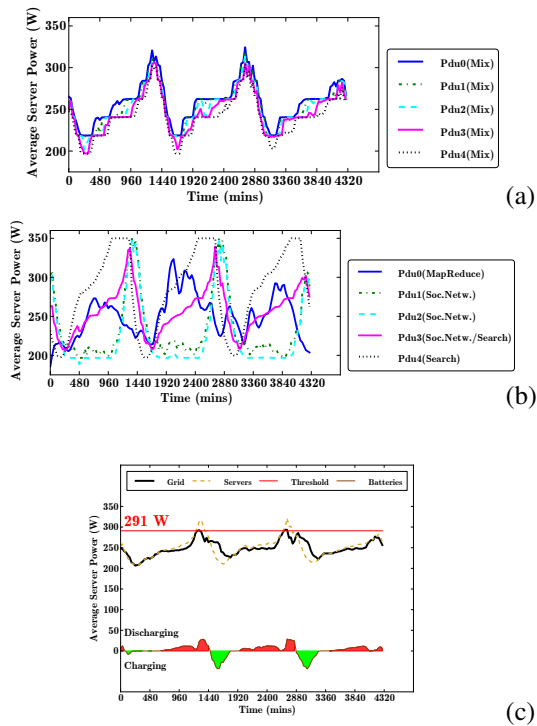 Average Server Power (W)
350
300
250
200
0 480 960 1440 1920 2400 2880 3360 3840 4320
Time (mins)
Pdu0(Mix)
Pdu1(Mix)
Pdu2(Mix)
Pdu3(Mix)
Pdu4(Mix)
(a)
Average Server Power (W)
350
300
250
200
0 480 960 1440 1920 2400 2880 3360 3840 4320
Time (mins)
Pdu0(MapReduce)
Pdu1(Soc.Netw.)
Pdu2(Soc.Netw.)
Pdu3(Soc.Netw./Search)
Pdu4(Search)
(b)
Grid Servers Threshold Batteries
Average Server Power (W)
350
300
250
200
150
100
50
0
291 W
Discharging
Charging
0 480 960 1440 1920 2400 2880 3360 3840 4320
Time (mins)
(c)